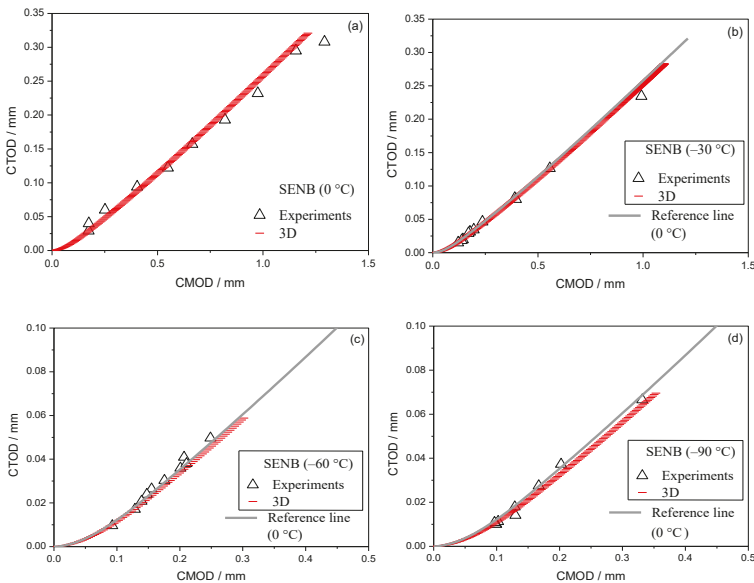 (a)
0.35
0.30
0.25
0.20
0.15
0.10
0.05
0.00
CTOD / mm
SENB (0 °C)
Experiments
3D
0.0
0.5
1.0
1.5
CMOD / mm
(b)
0.35
0.30
0.25
0.20
0.15
0.10
0.05
0.00
CTOD / mm
SENB (–30 °C)
Experiments
3D
Reference line
(0 °C)
0.0
0.5
1.0
1.5
CMOD / mm
(c)
0.10
0.08
0.06
0.04
0.02
0.00
CTOD / mm
SENB (–60 °C)
Experiments
3D
Reference line
(0 °C)
0.0
0.1
0.2
0.3
0.4
0.5
CMOD / mm
(d)
0.10
0.08
0.06
0.04
0.02
0.00
CTOD / mm
SENB (–90 °C)
Experiments
3D
Reference line
(0 °C)
0.0
0.1
0.2
0.3
0.4
0.5
CMOD / mm